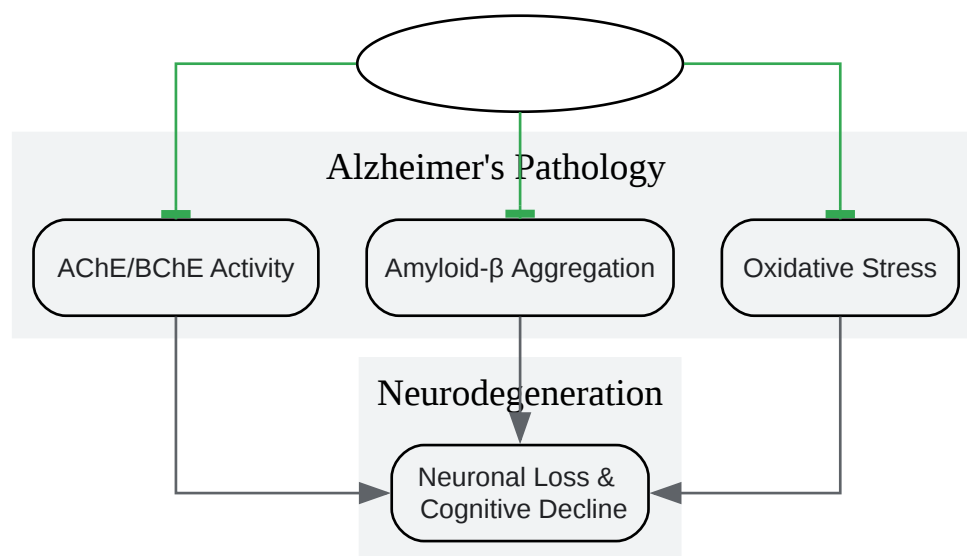 Alzheimer's Pathology
AChE/BChE Activity
Amyloid-β Aggregation
Oxidative Stress
Neurodegeneration
Neuronal Loss &
Cognitive Decline